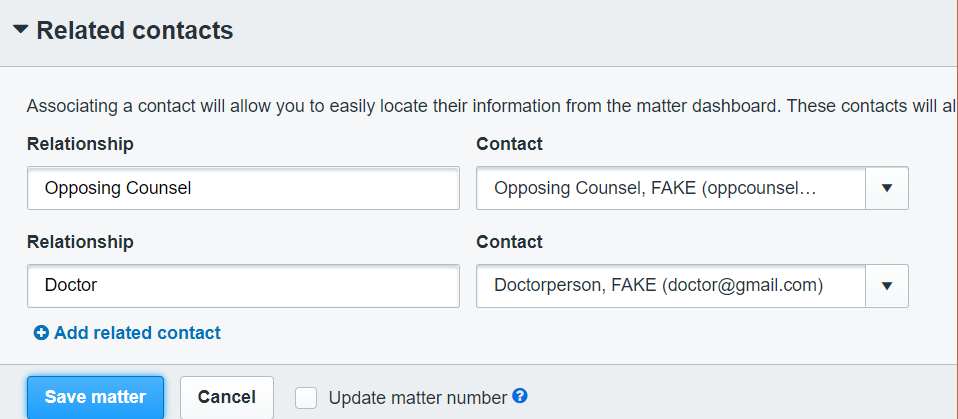 Related contacts
Associating a contact will allow you to easily locate their information from the matter dashboard. These contacts will al
Relationship Contact
Opposing Counsel Opposing Counsel, FAKE (oppcounsel…
Relationship Contact
Doctor Doctorperson, FAKE (doctor@gmail.com)
Add related contact
Save matter Cancel Update matter number ?